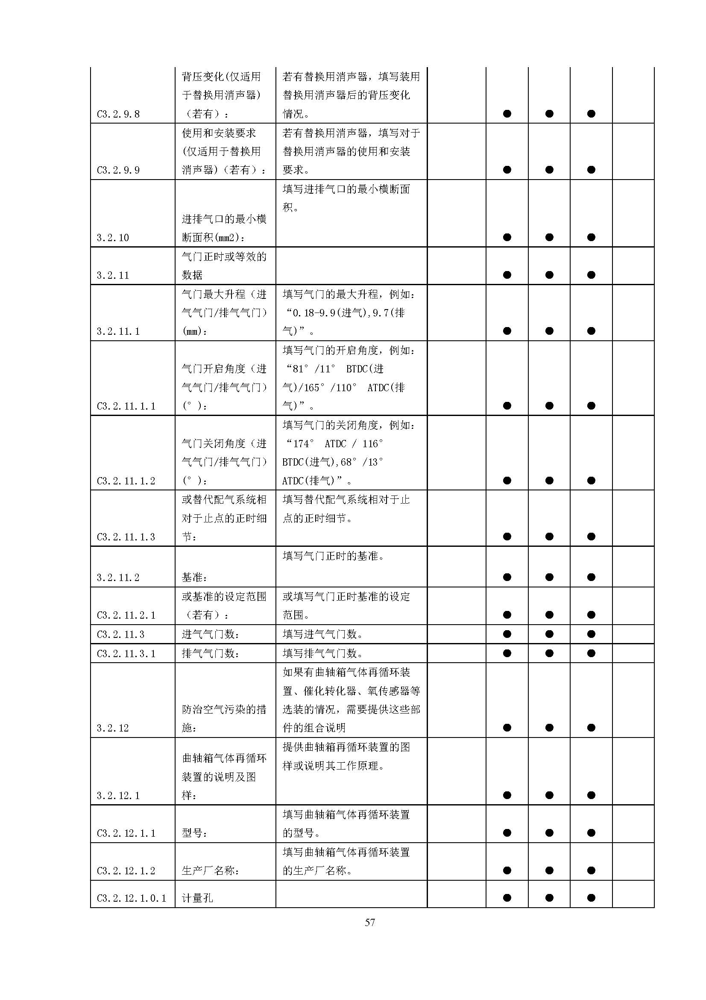 背压变化(仅适用
于替换用消声器)
C3.2.9.8 （若有）:
若有替换用消声器，填写装用
替换用消声器后的背压变化
情况。 ● ● ●
使用和安装要求
(仅适用于替换用
C3.2.9.9 消声器)（若有）:
若有替换用消声器，填写对于
替换用消声器的使用和安装
要求。 ● ● ●
进排气口的最小横
3.2.10 断面积(mm2):
填写进排气口的最小横断面
积。
● ● ●
气门正时或等效的
3.2.11 数据 ● ● ●
气门最大升程（进
气气门/排气气门）
3.2.11.1 (mm):
填写气门的最大升程，例如:
“0.18-9.9(进气),9.7(排
气)”。 ● ● ●
气门开启角度（进
气气门/排气气门）
C3.2.11.1.1 (°):
填写气门的开启角度，例如:
“81°/11° BTDC(进
气)/165°/110° ATDC(排
气)”。 ● ● ●
气门关闭角度（进
气气门/排气气门）
C3.2.11.1.2 (°):
填写气门的关闭角度，例如:
“174° ATDC / 116°
BTDC(进气),68°/13°
ATDC(排气)”。 ● ● ●
或替代配气系统相
对于止点的正时细
C3.2.11.1.3 节:
填写替代配气系统相对于止
点的正时细节。
● ● ●
3.2.11.2 基准:
填写气门正时的基准。
● ● ●
或基准的设定范围
C3.2.11.2.1 （若有）:
或填写气门正时基准的设定
范围。 ● ● ●
C3.2.11.3 进气气门数: 填写进气气门数。 ● ● ●
C3.2.11.3.1 排气气门数: 填写排气气门数。 ● ● ●
防治空气污染的措
3.2.12 施:
如果有曲轴箱气体再循环装
置、催化转化器、氧传感器等
选装的情况，需要提供这些部
件的组合说明 ● ● ●
曲轴箱气体再循环
装置的说明及图
3.2.12.1 样:
提供曲轴箱再循环装置的图
样或说明其工作原理。
● ● ●
C3.2.12.1.1 型号:
填写曲轴箱气体再循环装置
的型号。 ● ● ●
C3.2.12.1.2 生产厂名称:
填写曲轴箱气体再循环装置
的生产厂名称。 ● ● ●
C3.2.12.1.0.1 计量孔 ● ● ●
57